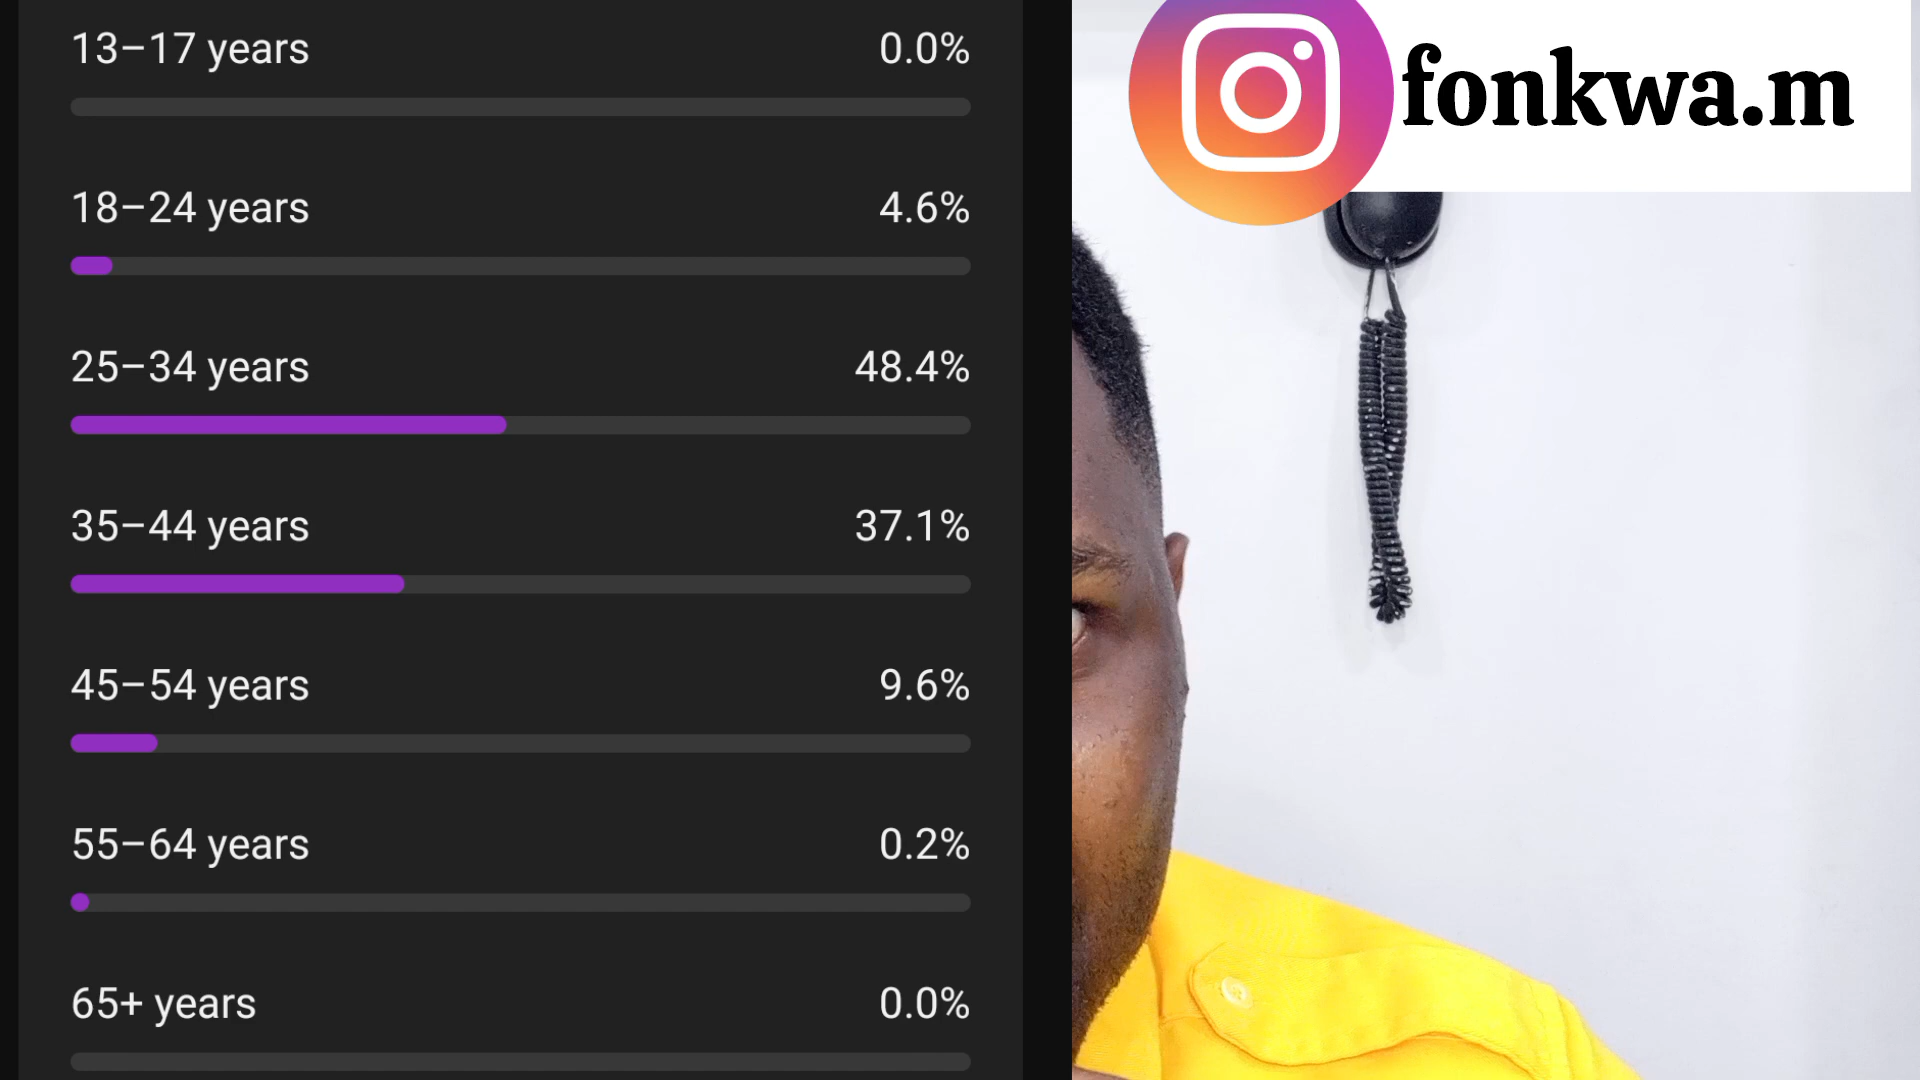 13–17 years 0.0%
18–24 years 4.6%
25–34 years 48.4%
35–44 years 37.1%
45–54 years 9.6%
55–64 years 0.2%
65+ years 0.0%
fonkwa.m